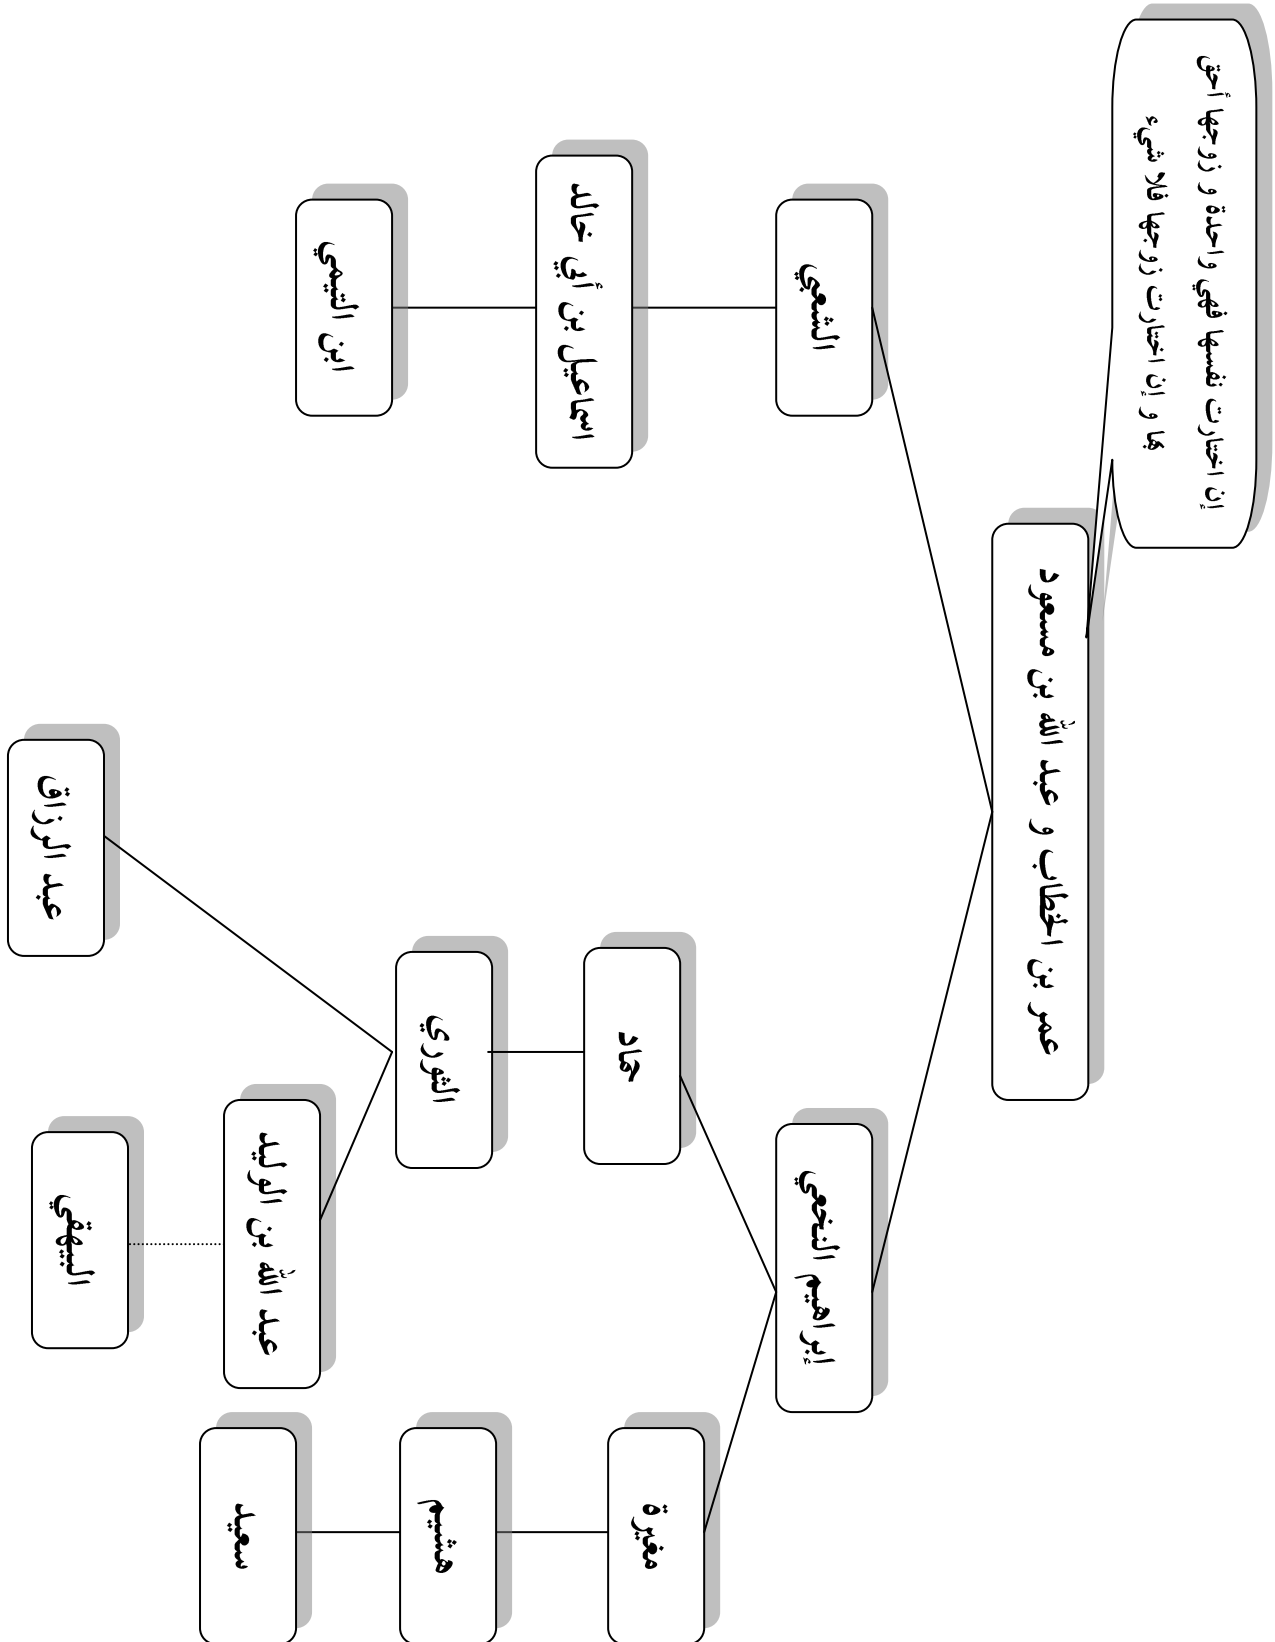 إن اختارت نفسها فهي واحدة و زوجها أحق
بها و إن اختارت زوجها فلا شيء
عمر بن الخطاب و عبد الله بن مسعود
الشعبي
إبراهيم النخعي
اسماعيل بن أبي خالد
حماد
مغيرة
ابن التيمي
الثوري
هشيم
عبد الله بن الوليد
سعيد
عبد الرزاق
البيهقي